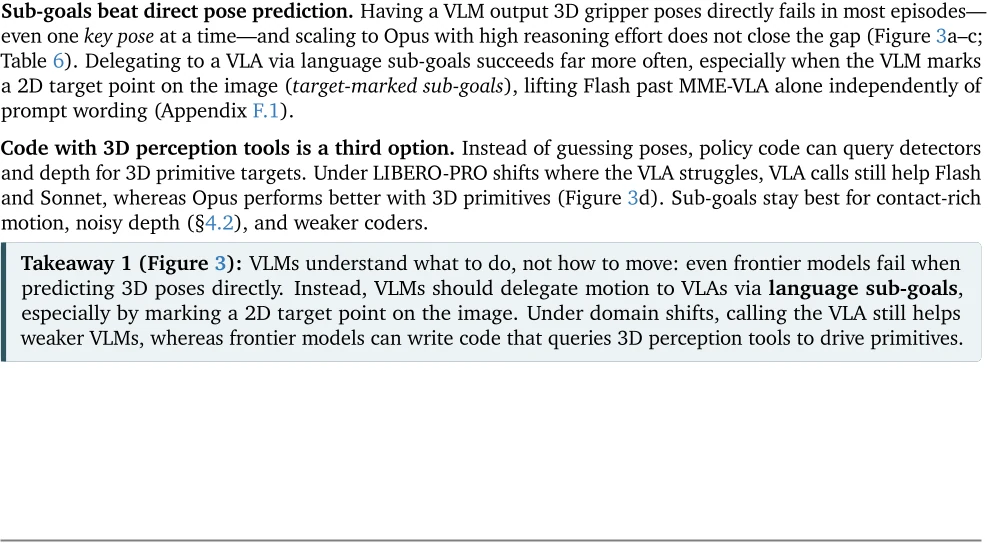 Sub-goals beat direct pose prediction. Having a VLM output 3D gripper poses directly fails in most episodes—
even one key pose at a time—and scaling to Opus with high reasoning effort does not close the gap (Figure 3a–c;
Table 6). Delegating to a VLA via language sub-goals succeeds far more often, especially when the VLM marks
a 2D target point on the image (target-marked sub-goals), lifting Flash past MME-VLA alone independently of
prompt wording (Appendix F.1).
Code with 3D perception tools is a third option. Instead of guessing poses, policy code can query detectors
and depth for 3D primitive targets. Under LIBERO-PRO shifts where the VLA struggles, VLA calls still help Flash
and Sonnet, whereas Opus performs better with 3D primitives (Figure 3d). Sub-goals stay best for contact-rich
motion, noisy depth (§4.2), and weaker coders.
Takeaway 1 (Figure 3): VLMs understand what to do, not how to move: even frontier models fail when
predicting 3D poses directly. Instead, VLMs should delegate motion to VLAs via language sub-goals,
especially by marking a 2D target point on the image. Under domain shifts, calling the VLA still helps
weaker VLMs, whereas frontier models can write code that queries 3D perception tools to drive primitives.